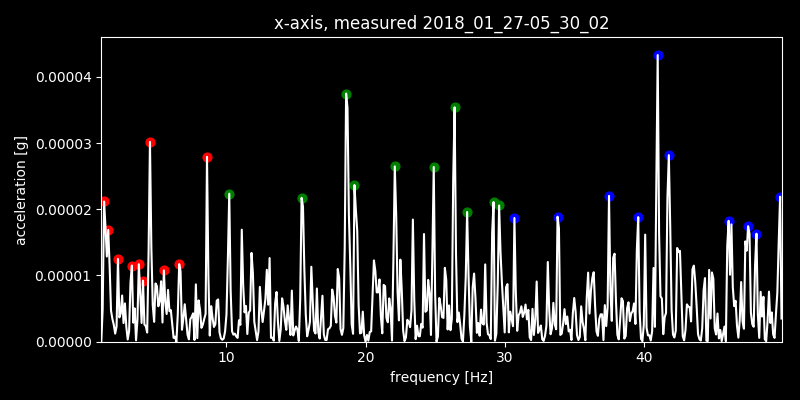 x-axis, measured 2018_01_27-05_30_02
acceleration [g]
0.00004
0.00003
0.00002
0.00001
0.00000
10 20 30 40
frequency [Hz]